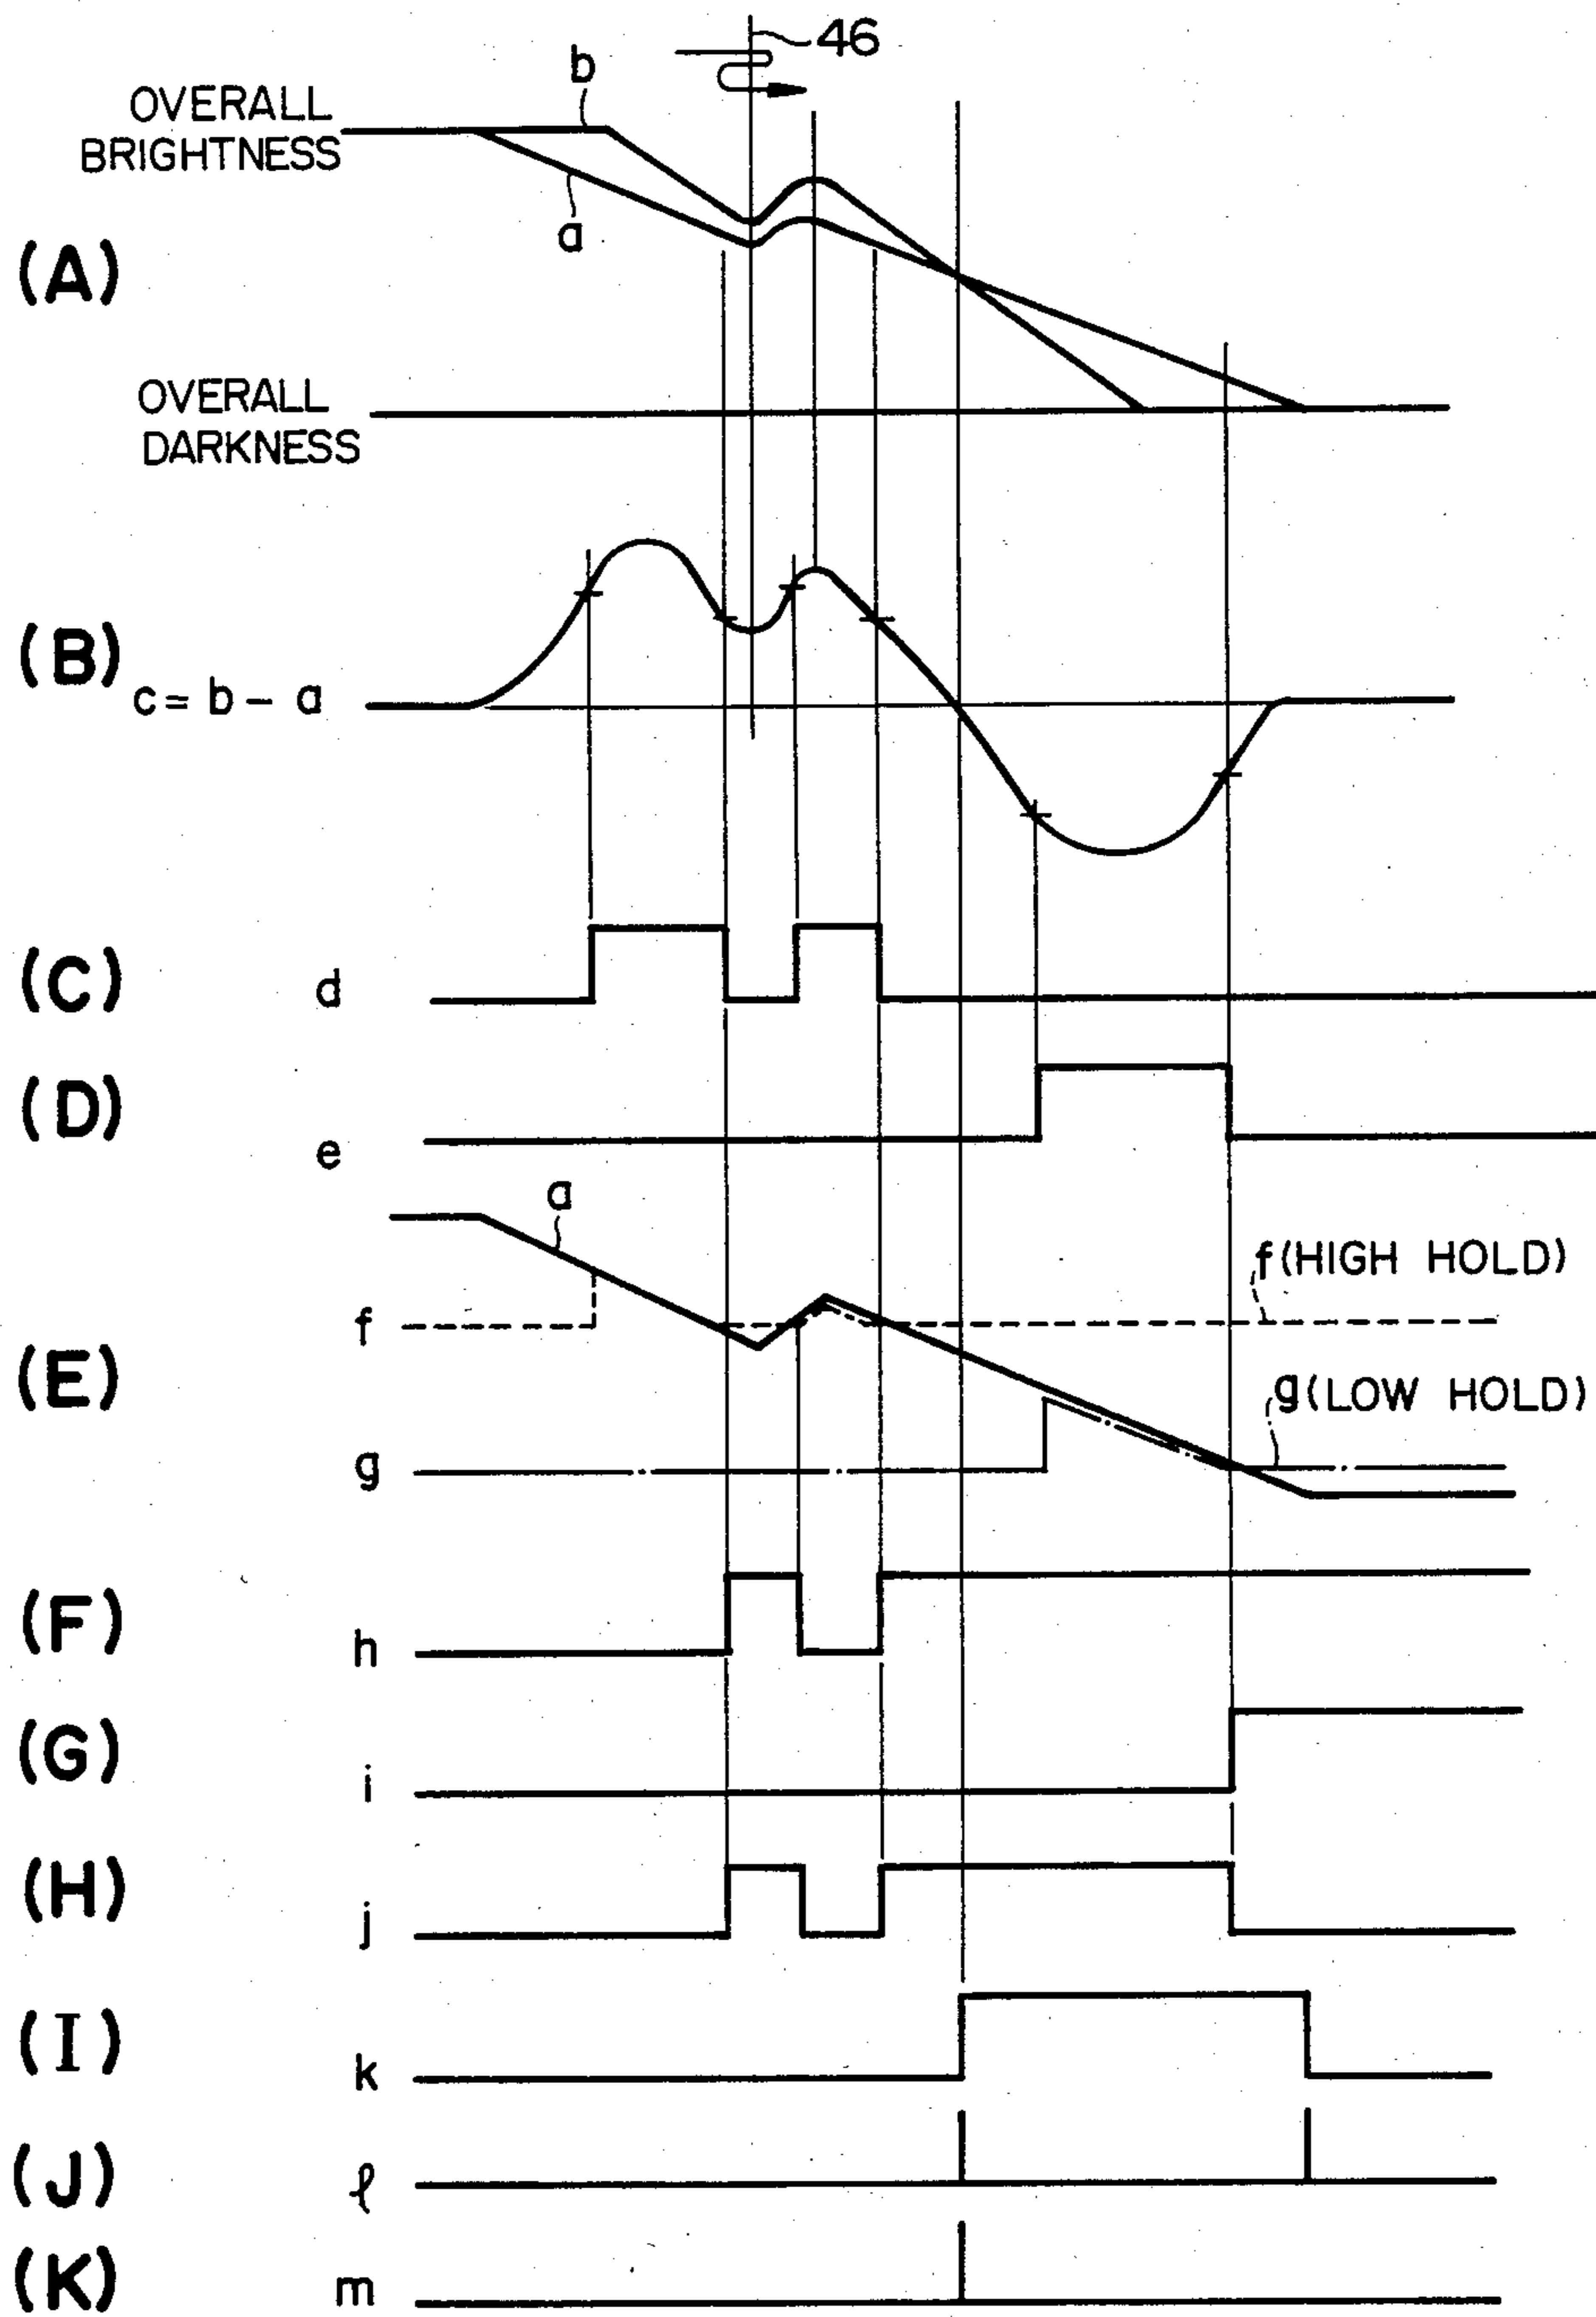 46
b
OVERALL
BRIGHTNESS
a
(A)
OVERALL
DARKNESS
(B)
c = b - a
(C)
d
(D)
e
a
f (HIGH HOLD)
f
(E)
g (LOW HOLD)
g
(F)
h
(G)
i
(H)
j
(I)
k
(J)
ℓ
(K)
m